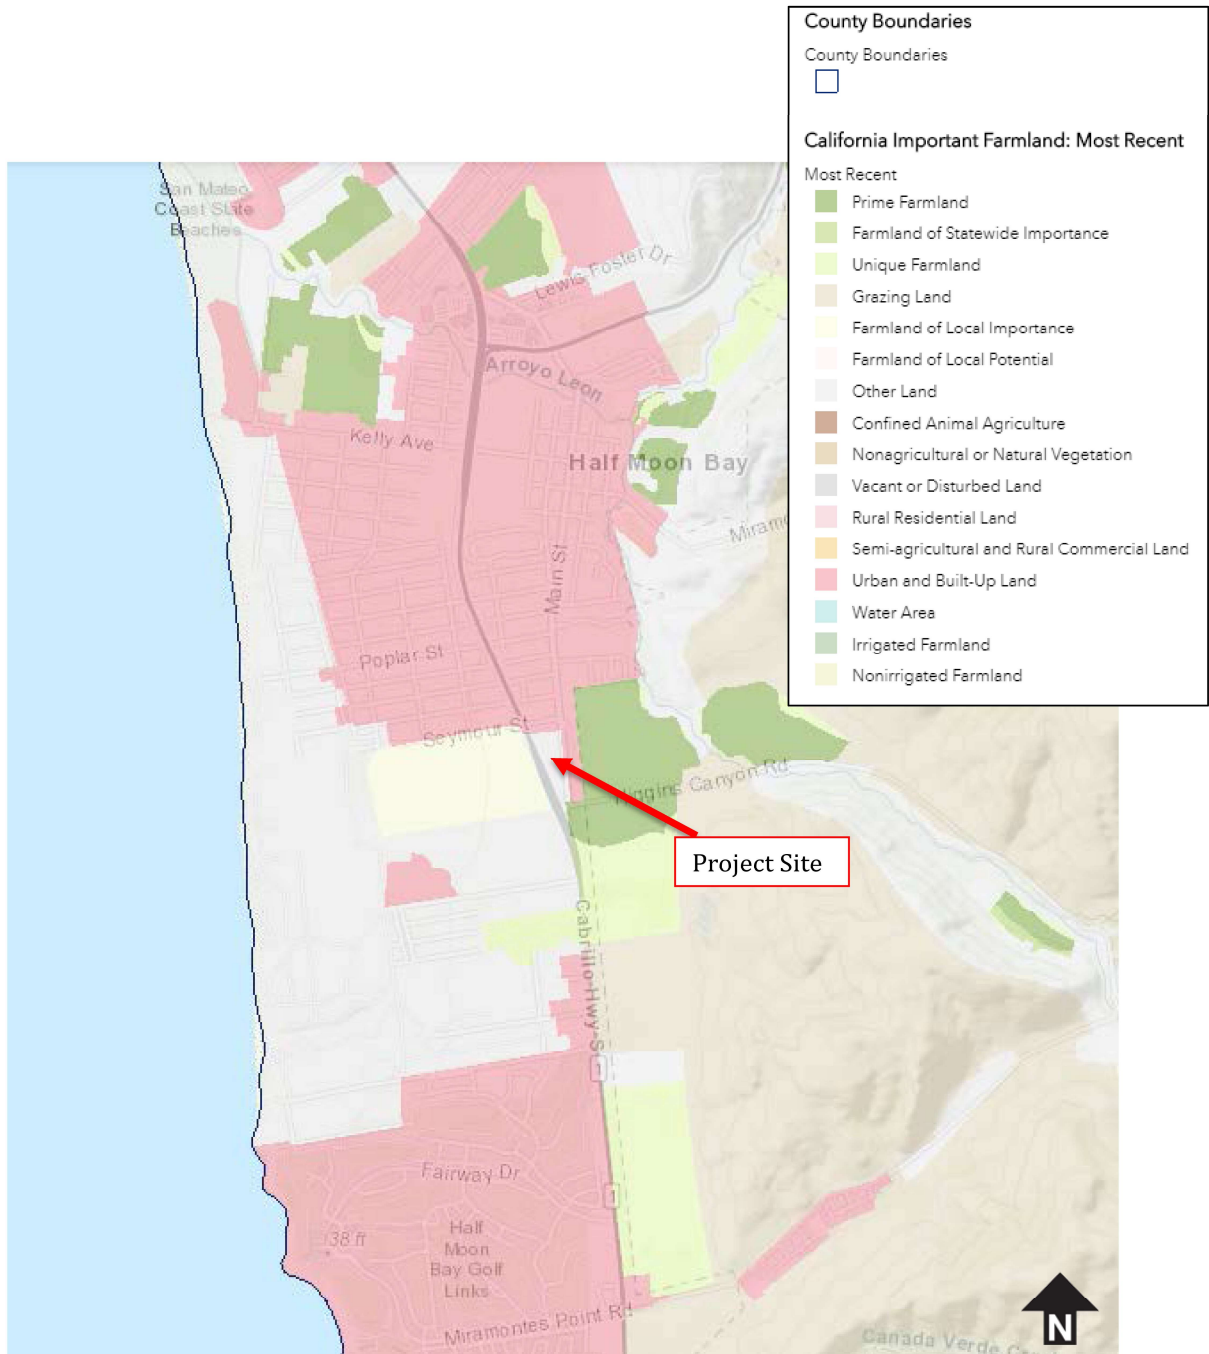 County Boundaries
County Boundaries
California Important Farmland: Most Recent
Most Recent
Prime Farmland
Farmland of Statewide Importance
Unique Farmland
Grazing Land
Farmland of Local Importance
Farmland of Local Potential
Other Land
Confined Animal Agriculture
Nonagricultural or Natural Vegetation
Vacant or Disturbed Land
Rural Residential Land
Semi-agricultural and Rural Commercial Land
Urban and Built-Up Land
Water Area
Irrigated Farmland
Nonirrigated Farmland
San Mateo
Coast State
Beaches
Lewis Foster Dr
Arroyo Leon
Kelly Ave
Half Moon Bay
Main St
Poplar St
Seymour St
Higgins Canyon Rd
Project Site
Cabrillo Hwy S
1
1
Fairway Dr
38 ft
Half
Moon
Bay Golf
Links
Miramontes Point Rd
N
Canada Verde